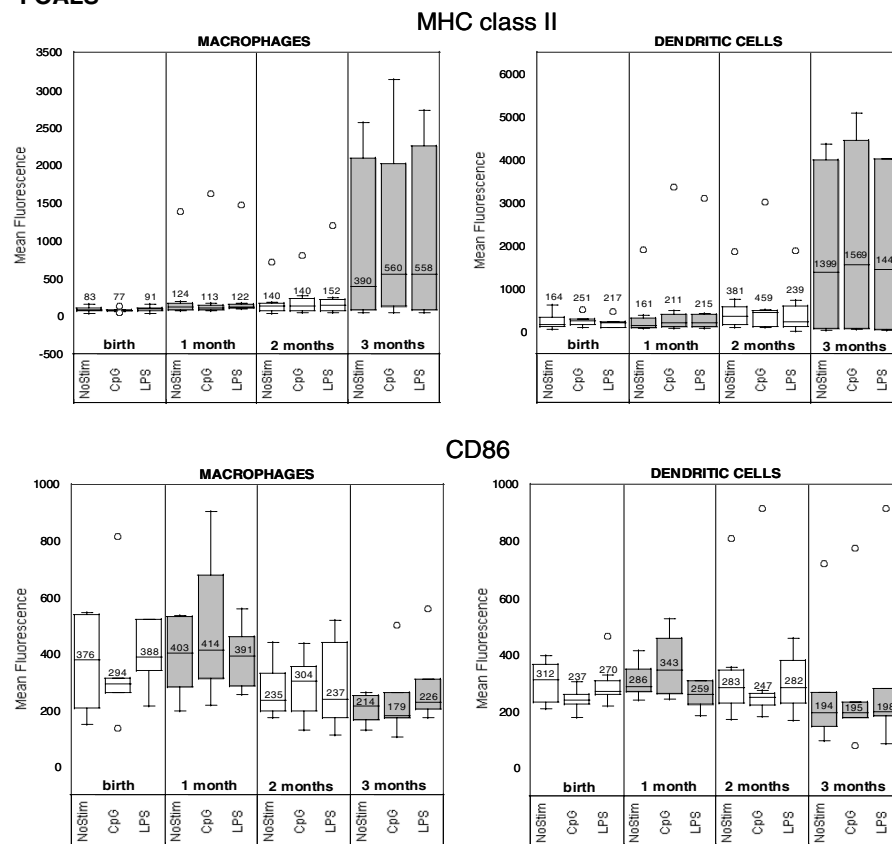 MHC class II
MACROPHAGES
DENDRITIC CELLS
Mean Fluorescence
3500
3000
2500
2000
1500
1000
500
0
-500
83
77
91
124
113
122
140
140
152
390
560
558
birth
1 month
2 months
3 months
NoStim
CpG
LPS
NoStim
CpG
LPS
NoStim
CpG
LPS
NoStim
CpG
LPS
Mean Fluorescence
6000
5000
4000
3000
2000
1000
0
164
251
217
161
211
215
381
459
239
1399
1569
birth
1 month
2 months
3 months
NoStim
CpG
LPS
NoStim
CpG
LPS
NoStim
CpG
LPS
NoStim
CpG
LPS
CD86
MACROPHAGES
DENDRITIC CELLS
Mean Fluorescence
1000
800
600
400
200
0
376
294
388
403
414
391
235
304
237
214
179
226
birth
1 month
2 months
3 months
NoStim
CpG
LPS
NoStim
CpG
LPS
NoStim
CpG
LPS
NoStim
CpG
LPS
Mean Fluorescence
1000
800
600
400
200
0
312
237
270
286
343
259
283
247
282
194
195
198
birth
1 month
2 months
3 months
NoStim
CpG
LPS
NoStim
CpG
LPS
NoStim
CpG
LPS
NoStim
CpG
LPS